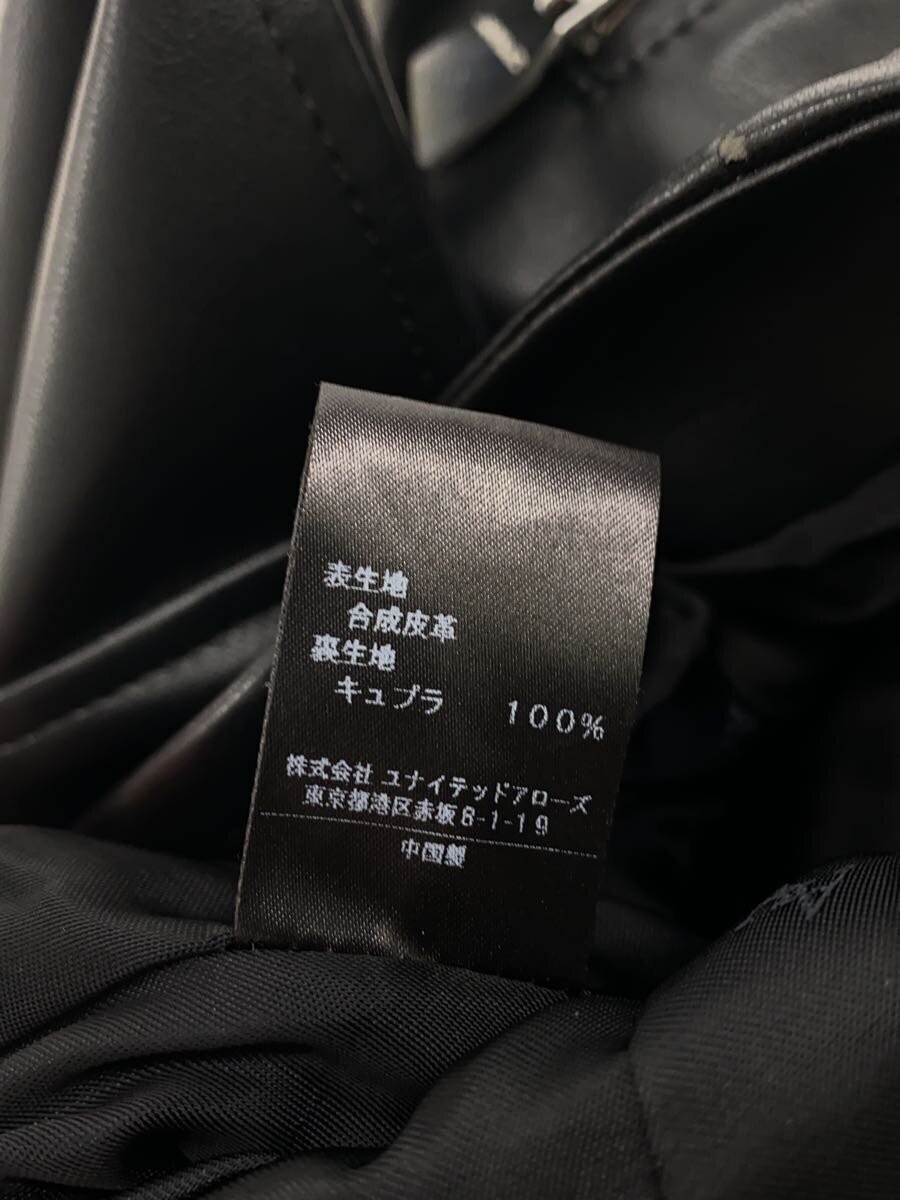 表生地
合成皮革
裏生地
キュプラ 100%
株式会社 ユナイテッドアローズ
東京都港区赤坂8-1-19
中国製